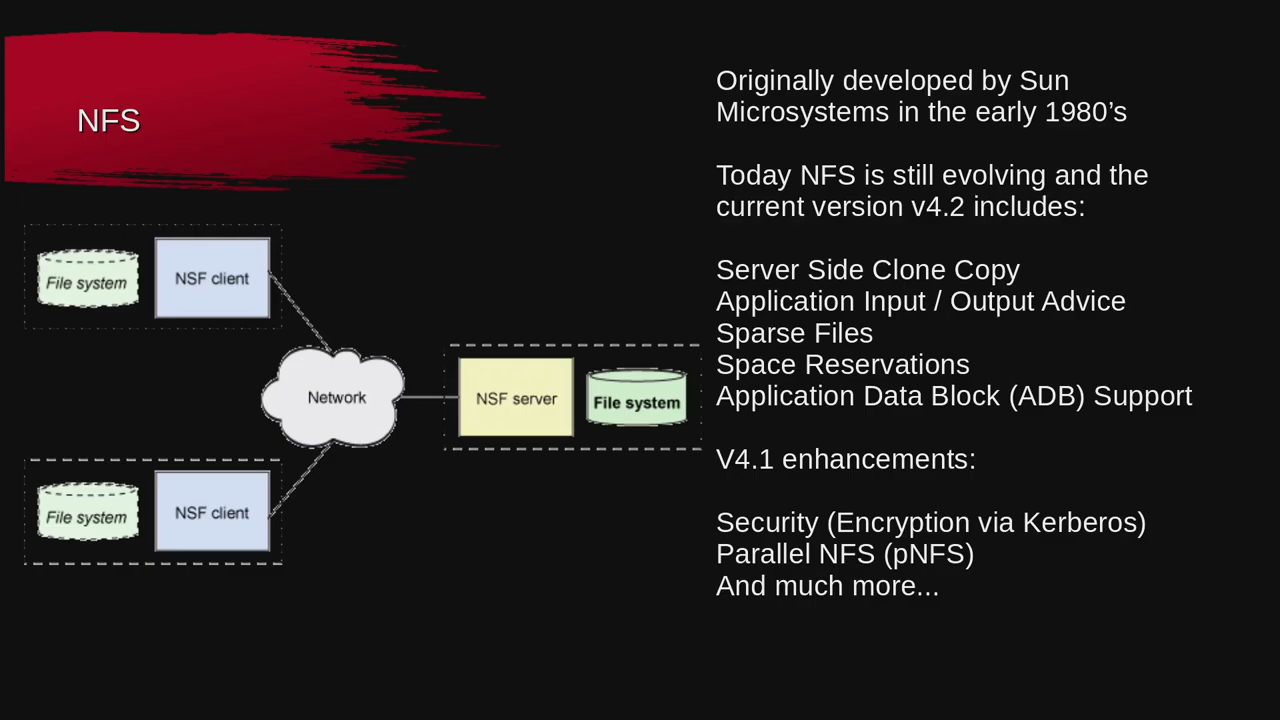 NFS
File system
NSF client
Network
NSF server
File system
File system
NSF client
Originally developed by Sun
Microsystems in the early 1980’s
Today NFS is still evolving and the
current version v4.2 includes:
Server Side Clone Copy
Application Input / Output Advice
Sparse Files
Space Reservations
Application Data Block (ADB) Support
V4.1 enhancements:
Security (Encryption via Kerberos)
Parallel NFS (pNFS)
And much more...